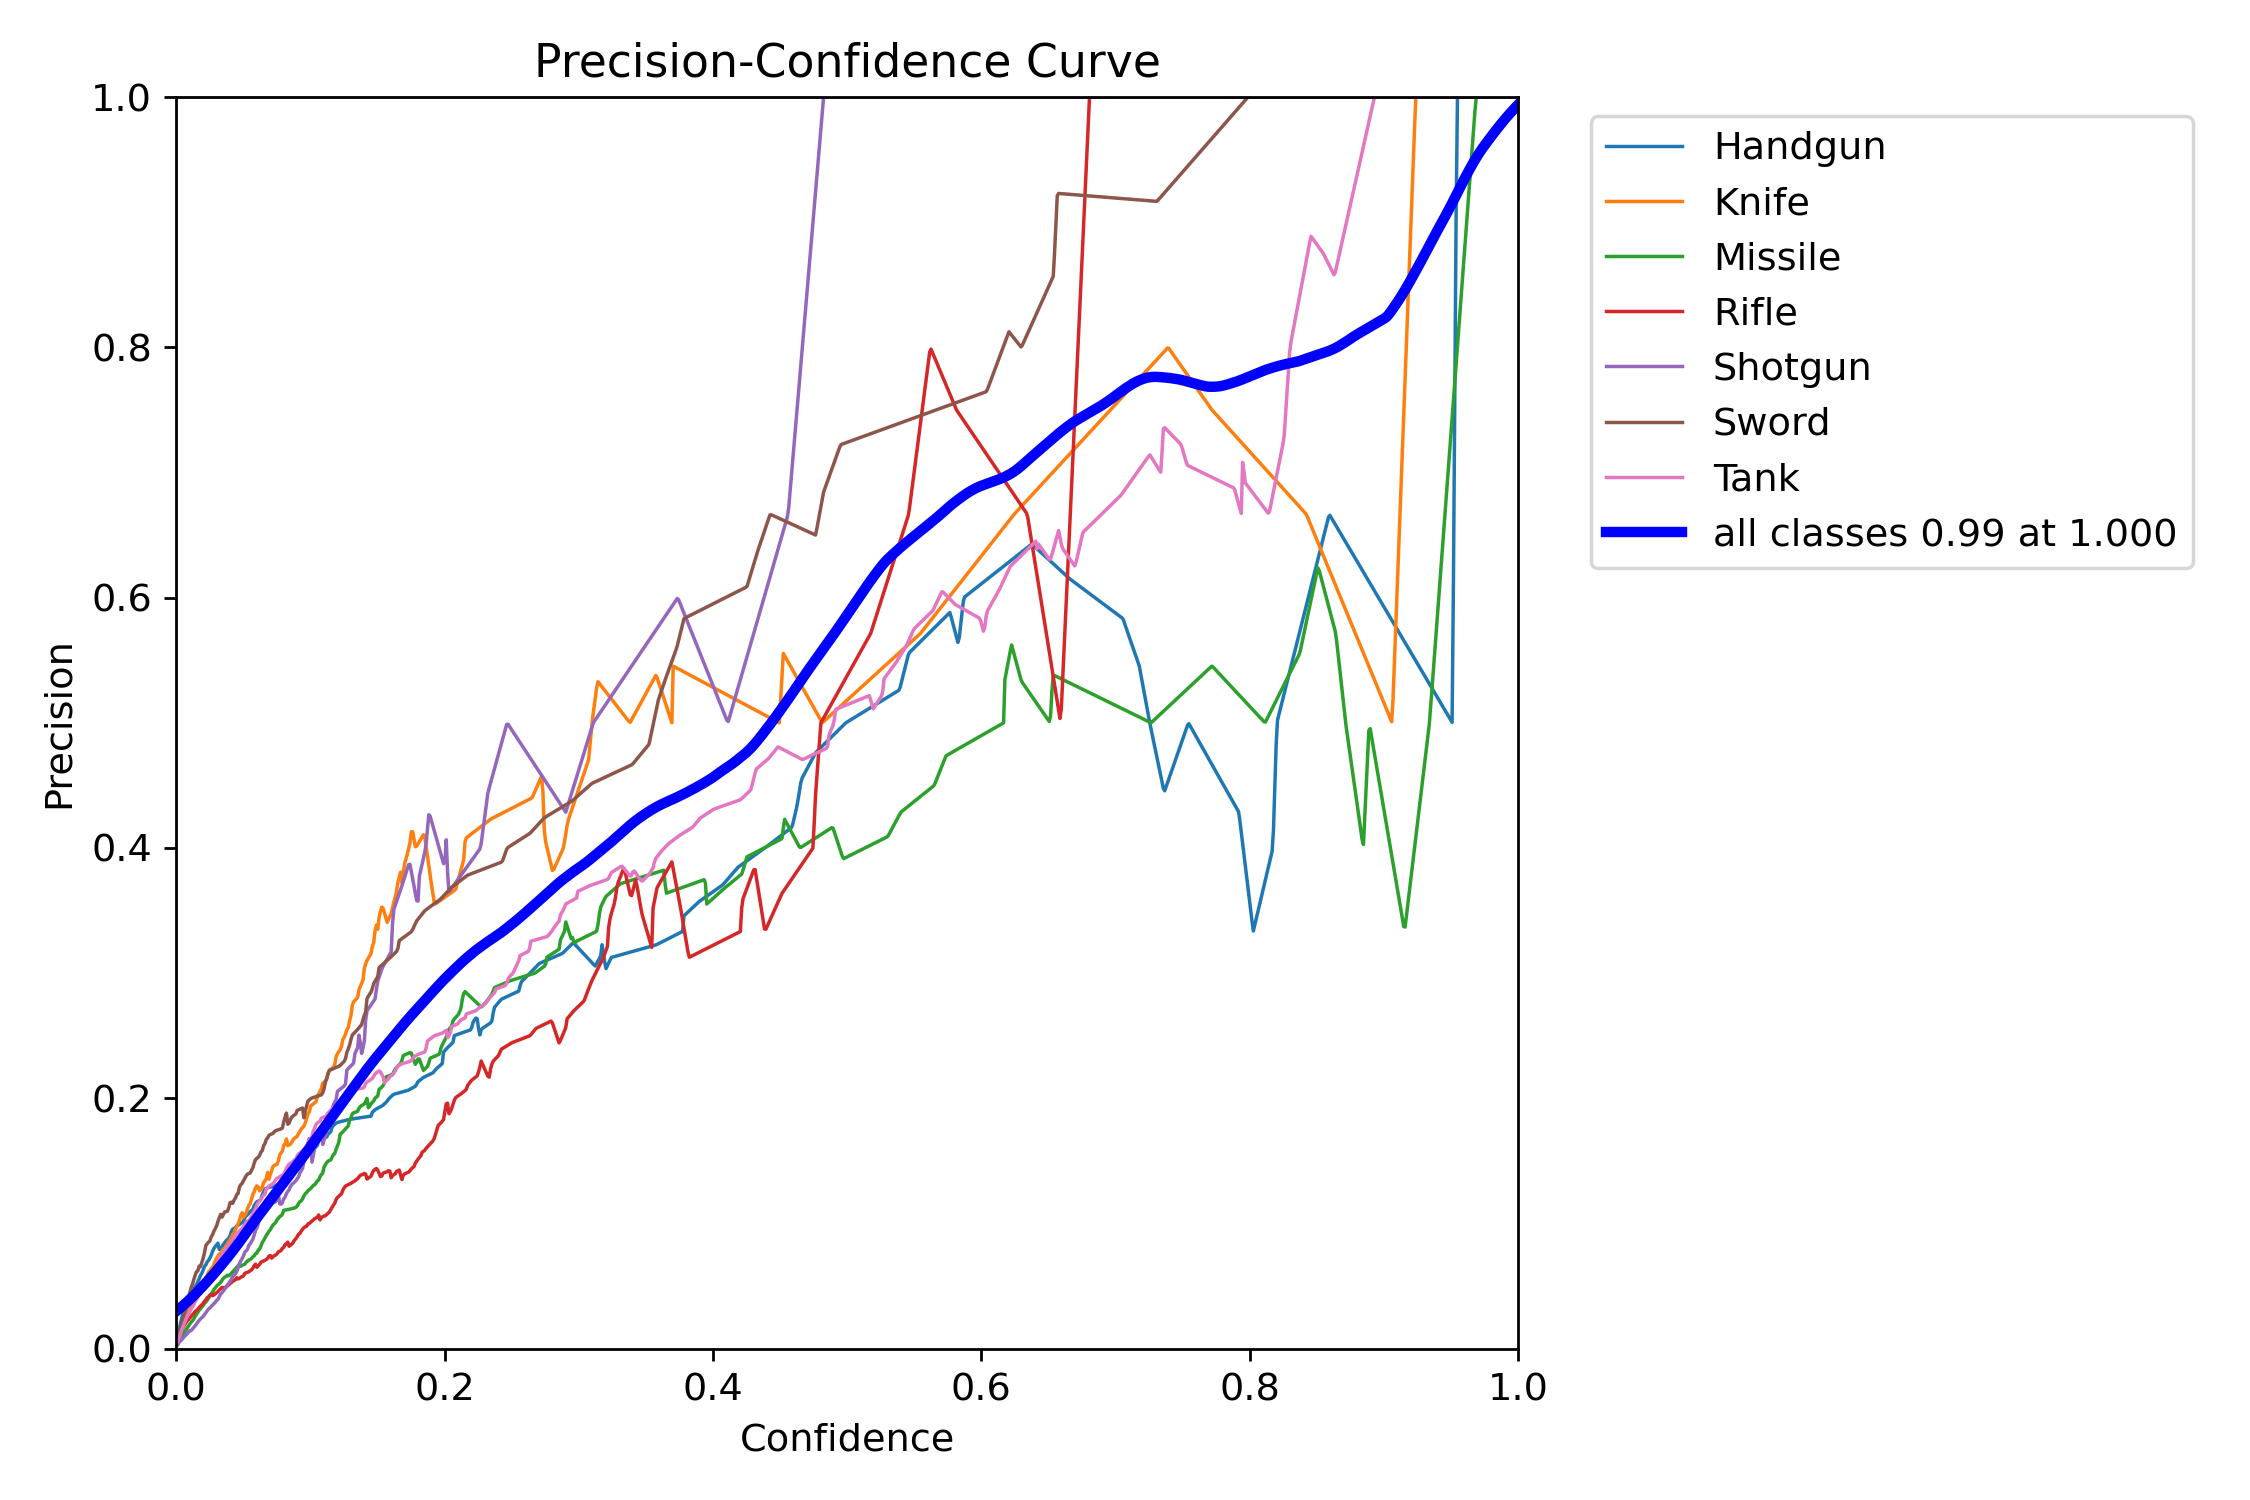 Precision-Confidence Curve
1.0
0.8
0.6
0.4
0.2
0.0
Precision
0.0 0.2 0.4 0.6 0.8 1.0
Confidence
Handgun
Knife
Missile
Rifle
Shotgun
Sword
Tank
all classes 0.99 at 1.000